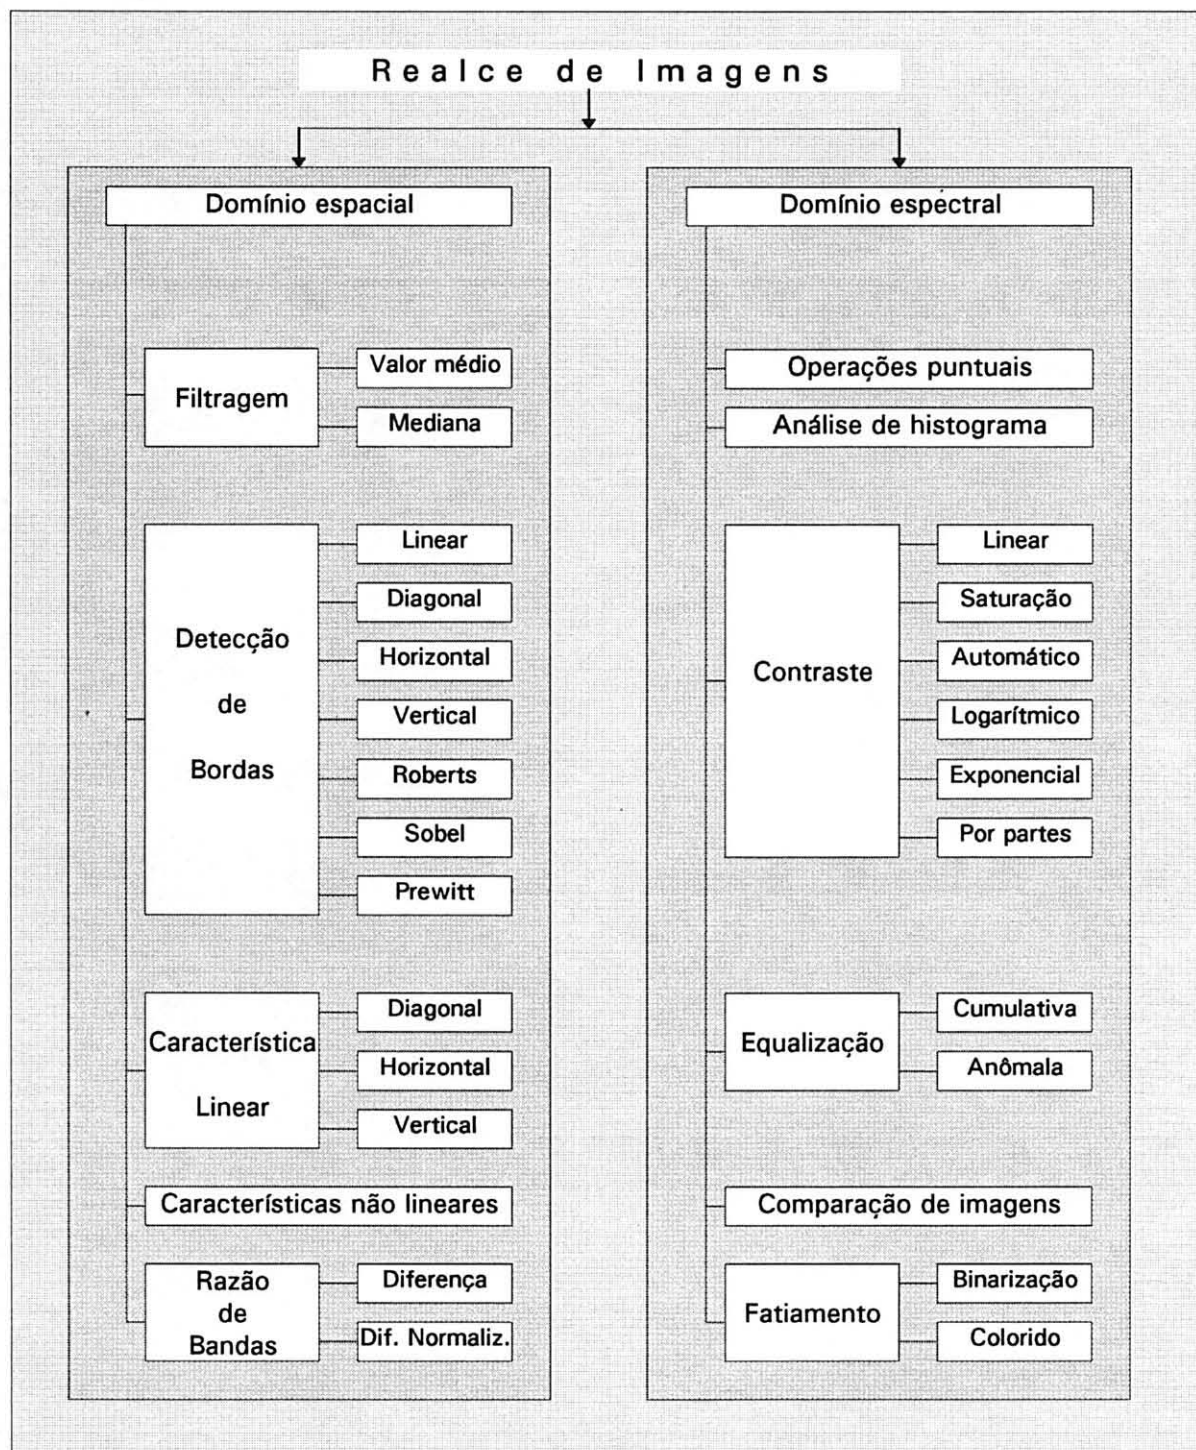 Realce de Imagens
Domínio espacial
Filtragem
Valor médio
Mediana
Detecção
de
Bordas
Linear
Diagonal
Horizontal
Vertical
Roberts
Sobel
Prewitt
Característica
Linear
Diagonal
Horizontal
Vertical
Características não lineares
Razão
de
Bandas
Diferença
Dif. Normaliz.
Domínio espectral
Operações puntuais
Análise de histograma
Contraste
Linear
Saturação
Automático
Logarítmico
Exponencial
Por partes
Equalização
Cumulativa
Anômala
Comparação de imagens
Fatiamento
Binarização
Colorido